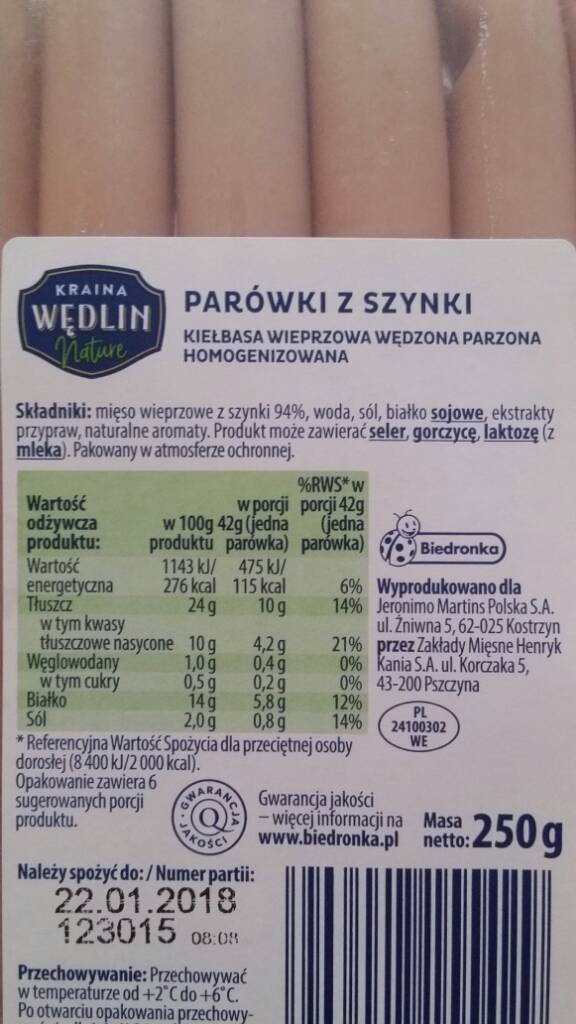 KRAINA
WĘDLIN
Nature
PARÓWKI Z SZYNKI
KIEŁBASA WIEPRZOWA WĘDZONA PARZONA
HOMOGENIZOWANA
Składniki: mięso wieprzowe z szynki 94%, woda, sól, białko sojowe, ekstrakty
przypraw, naturalne aromaty. Produkt może zawierać seler, gorczycę, laktozę (z
mleka). Pakowany w atmosferze ochronnej.
%RWS* w
Wartość w porcji porcji 42g
odżywcza w 100g 42g (jedna (jedna
produktu: produktu parówka) parówka)
Wartość 1143 kJ/ 475 kJ/
energetyczna 276 kcal 115 kcal 6%
Tłuszcz 24 g 10 g 14%
w tym kwasy
tłuszczowe nasycone 10 g 4,2 g 21%
Węglowodany 1,0 g 0,4 g 0%
w tym cukry 0,5 g 0,2 g 0%
Białko 14 g 5,8 g 12%
Sól 2,0 g 0,8 g 14%
* Referencyjna Wartość Spożycia dla przeciętnej osoby
dorosłej (8 400 kJ/2 000 kcal).
Opakowanie zawiera 6
sugerowanych porcji
produktu.
Biedronka
Wyprodukowano dla
Jeronimo Martins Polska S.A.
ul. Żniwna 5, 62-025 Kostrzyn
przez Zakłady Mięsne Henryk
Kania S.A. ul. Korczaka 5,
43-200 Pszczyna
PL
24100302
WE
GWARANCJA
Q
JAKOŚCI
Gwarancja jakości
– więcej informacji na
www.biedronka.pl
Masa
netto: 250 g
Należy spożyć do: / Numer partii:
22.01.2018
123015 08:08
Przechowywanie: Przechowywać
w temperaturze od +2°C do +6°C.
Po otwarciu opakowania przechowy-